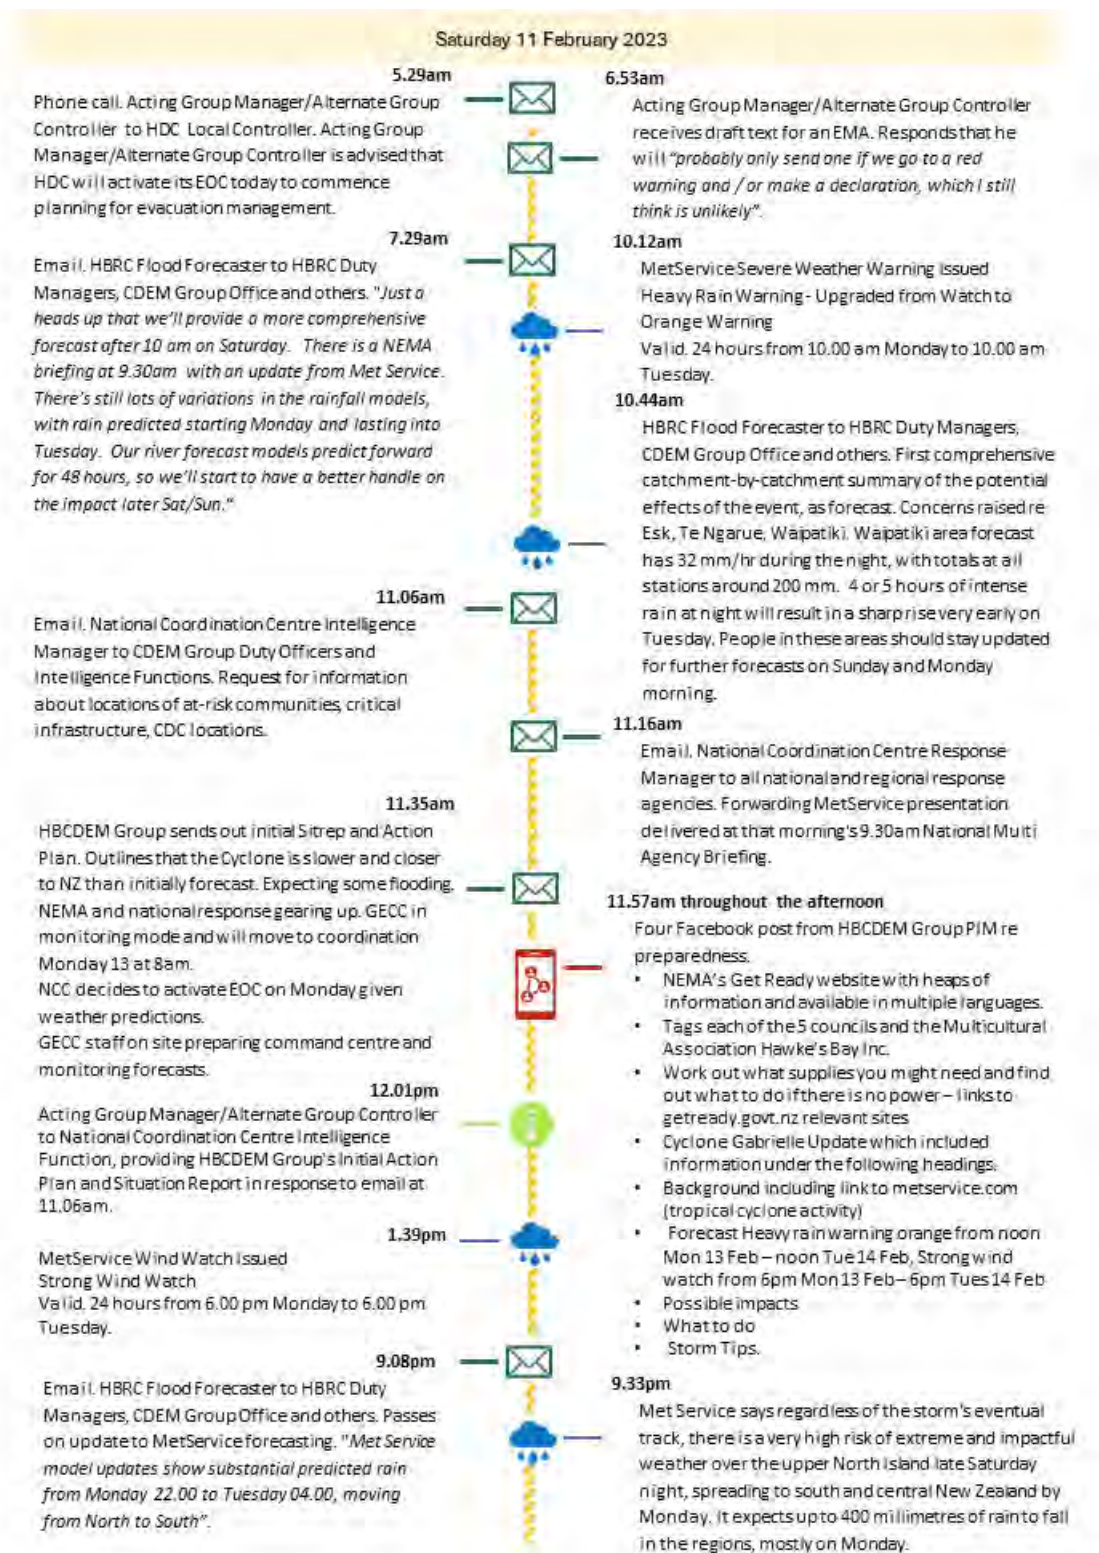 Saturday 11 February 2023
5.29am
Phone call. Acting Group Manager/Alternate Group
Controller to HDC Local Controller. Acting Group
Manager/Alternate Group Controller is advised that
HDC will activate its EOC today to commence
planning for evacuation management.
6.53am
Acting Group Manager/Alternate Group Controller
receives draft text for an EMA. Responds that he
will "probably only send one if we go to a red
warning and / or make a declaration, which I still
think is unlikely".
7.29am
Email. HBRC Flood Forecaster to HBRC Duty
Managers, CDEM Group Office and others. "Just a
heads up that we'll provide a more comprehensive
forecast after 10 am on Saturday. There is a NEMA
briefing at 9.30am with an update from Met Service.
There's still lots of variations in the rainfall models,
with rain predicted starting Monday and lasting into
Tuesday. Our river forecast models predict forward
for 48 hours, so we'll start to have a better handle on
the impact later Sat/Sun."
10.12am
MetService Severe Weather Warning Issued
Heavy Rain Warning - Upgraded from Watch to
Orange Warning
Valid. 24 hours from 10.00 am Monday to 10.00 am
Tuesday.
10.44am
HBRC Flood Forecaster to HBRC Duty Managers,
CDEM Group Office and others. First comprehensive
catchment-by-catchment summary of the potential
effects of the event, as forecast. Concerns raised re
Esk, Te Ngarue, Waipatiki. Waipatiki area forecast
has 32 mm/hr during the night, with totals at all
stations around 200 mm. 4 or 5 hours of intense
rain at night will result in a sharp rise very early on
Tuesday. People in these areas should stay updated
for further forecasts on Sunday and Monday
morning.
11.06am
Email. National Coordination Centre Intelligence
Manager to CDEM Group Duty Officers and
Intelligence Functions. Request for information
about locations of at-risk communities, critical
infrastructure, CDC locations.
11.16am
Email. National Coordination Centre Response
Manager to all national and regional response
agencies. Forwarding MetService presentation
delivered at that morning's 9.30am National Multi
Agency Briefing.
11.35am
HBCDEM Group sends out initial Sitrep and Action
Plan. Outlines that the Cyclone is slower and closer
to NZ than initially forecast. Expecting some flooding.
NEMA and national response gearing up. GECC in
monitoring mode and will move to coordination
Monday 13 at 8am.
NCC decides to activate EOC on Monday given
weather predictions.
GECC staff on site preparing command centre and
monitoring forecasts.
11.57am throughout the afternoon
Four Facebook post from HBCDEM Group PIM re
preparedness.
• NEMA's Get Ready website with heaps of
information and available in multiple languages.
• Tags each of the 5 councils and the Multicultural
Association Hawke's Bay Inc.
• Work out what supplies you might need and find
out what to do if there is no power – links to
getready.govt.nz relevant sites
• Cyclone Gabrielle Update which included
information under the following headings.
• Background including link to metservice.com
(tropical cyclone activity)
• Forecast Heavy rain warning orange from noon
Mon 13 Feb – noon Tue 14 Feb, Strong wind
watch from 6pm Mon 13 Feb – 6pm Tues 14 Feb
• Possible impacts
• What to do
• Storm Tips.
12.01pm
Acting Group Manager/Alternate Group Controller
to National Coordination Centre Intelligence
Function, providing HBCDEM Group's Initial Action
Plan and Situation Report in response to email at
11.06am.
1.39pm
MetService Wind Watch Issued
Strong Wind Watch
Valid. 24 hours from 6.00 pm Monday to 6.00 pm
Tuesday.
9.08pm
Email. HBRC Flood Forecaster to HBRC Duty
Managers, CDEM Group Office and others. Passes
on update to MetService forecasting. "Met Service
model updates show substantial predicted rain
from Monday 22.00 to Tuesday 04.00, moving
from North to South".
9.33pm
Met Service says regardless of the storm's eventual
track, there is a very high risk of extreme and impactful
weather over the upper North Island late Saturday
night, spreading to south and central New Zealand by
Monday. It expects up to 400 millimetres of rain to fall
in the regions, mostly on Monday.